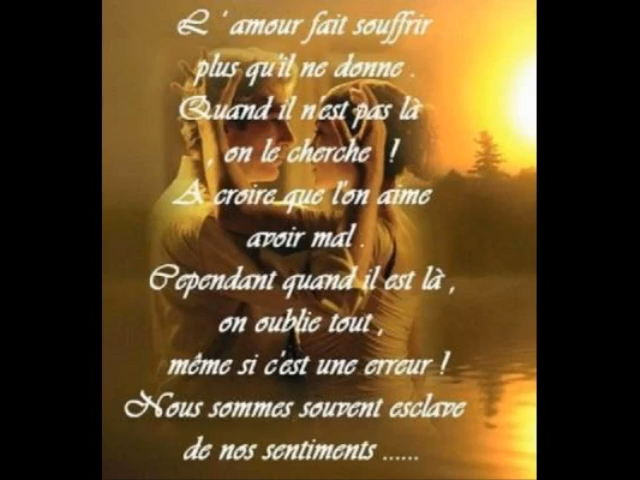 L ' amour fait souffrir
plus qu'il ne donne .
Quand il n'est pas là
, on le cherche !
A croire que l'on aime
avoir mal .
Cependant quand il est là ,
on oublie tout ,
même si c'est une erreur !
Nous sommes souvent esclave
de nos sentiments ......